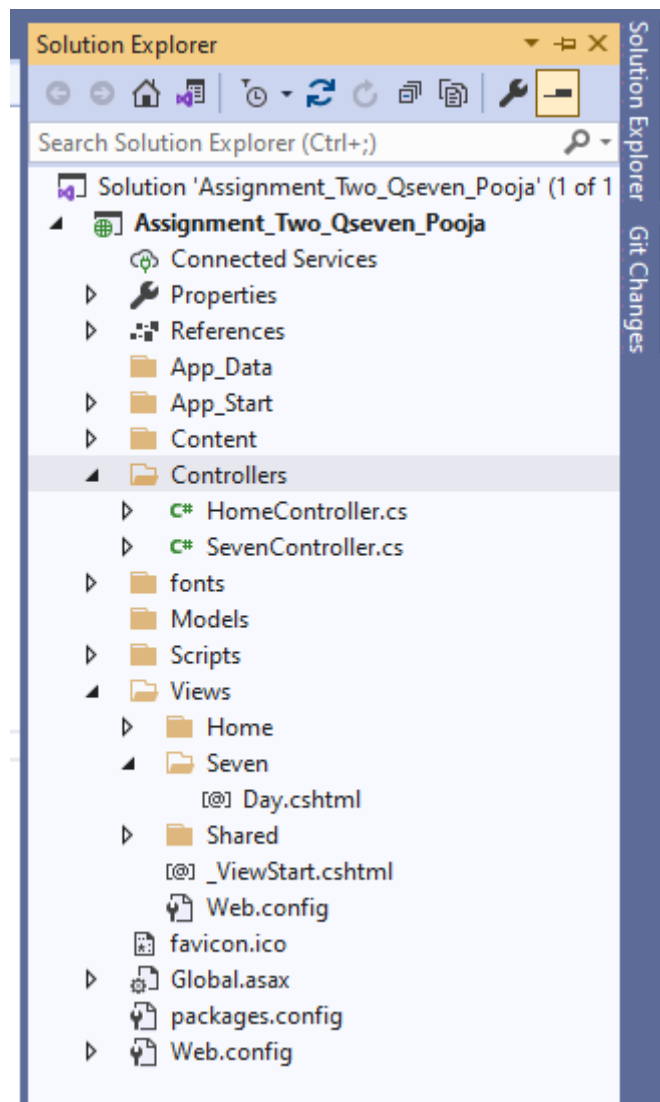 Solution Explorer
Search Solution Explorer (Ctrl+;)
Solution 'Assignment_Two_Qseven_Pooja' (1 of 1
Assignment_Two_Qseven_Pooja
Connected Services
Properties
References
App_Data
App_Start
Content
Controllers
C# HomeController.cs
C# SevenController.cs
fonts
Models
Scripts
Views
Home
Seven
[@] Day.cshtml
Shared
[@] _ViewStart.cshtml
Web.config
favicon.ico
Global.asax
packages.config
Web.config
Solution Explorer
Git Changes